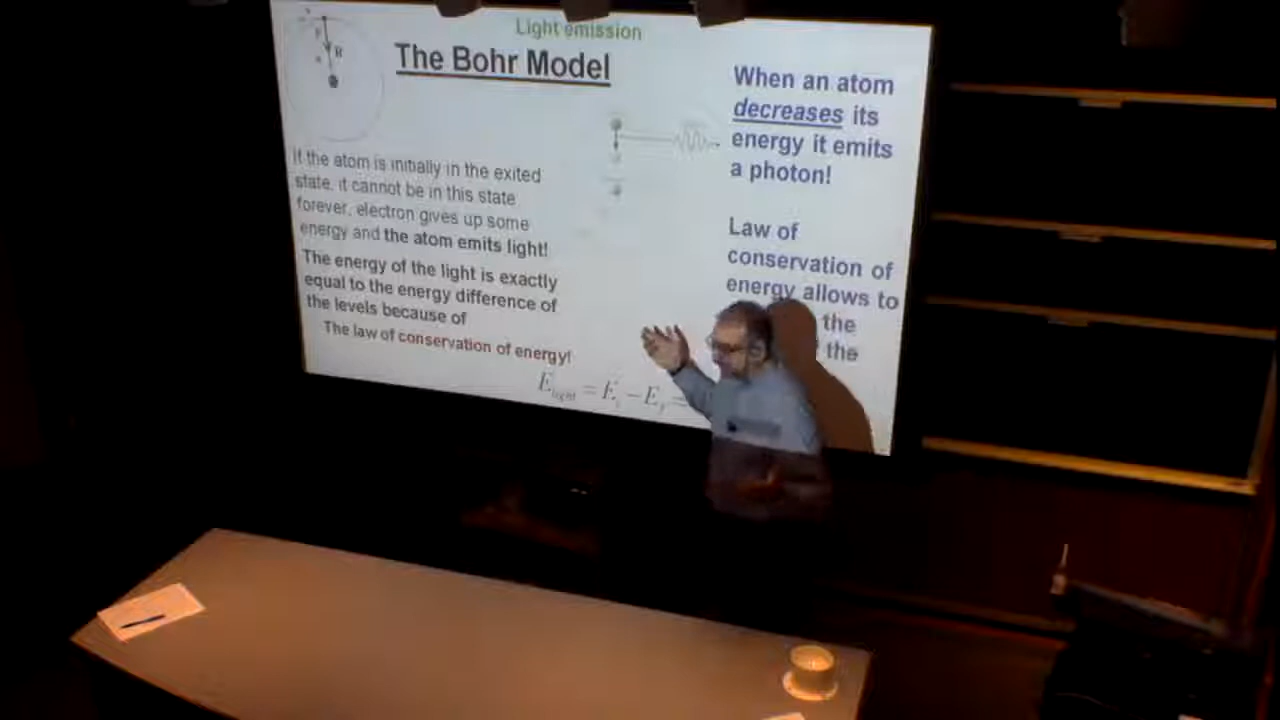 Light emission
The Bohr Model
R
If the atom is initially in the exited
state, it cannot be in this state
forever, electron gives up some
energy and the atom emits light!
The energy of the light is exactly
equal to the energy difference of
the levels because of
The law of conservation of energy!
E light = E i − E f =
When an atom
decreases its
energy it emits
a photon!
Law of
conservation of
energy allows to
the
the